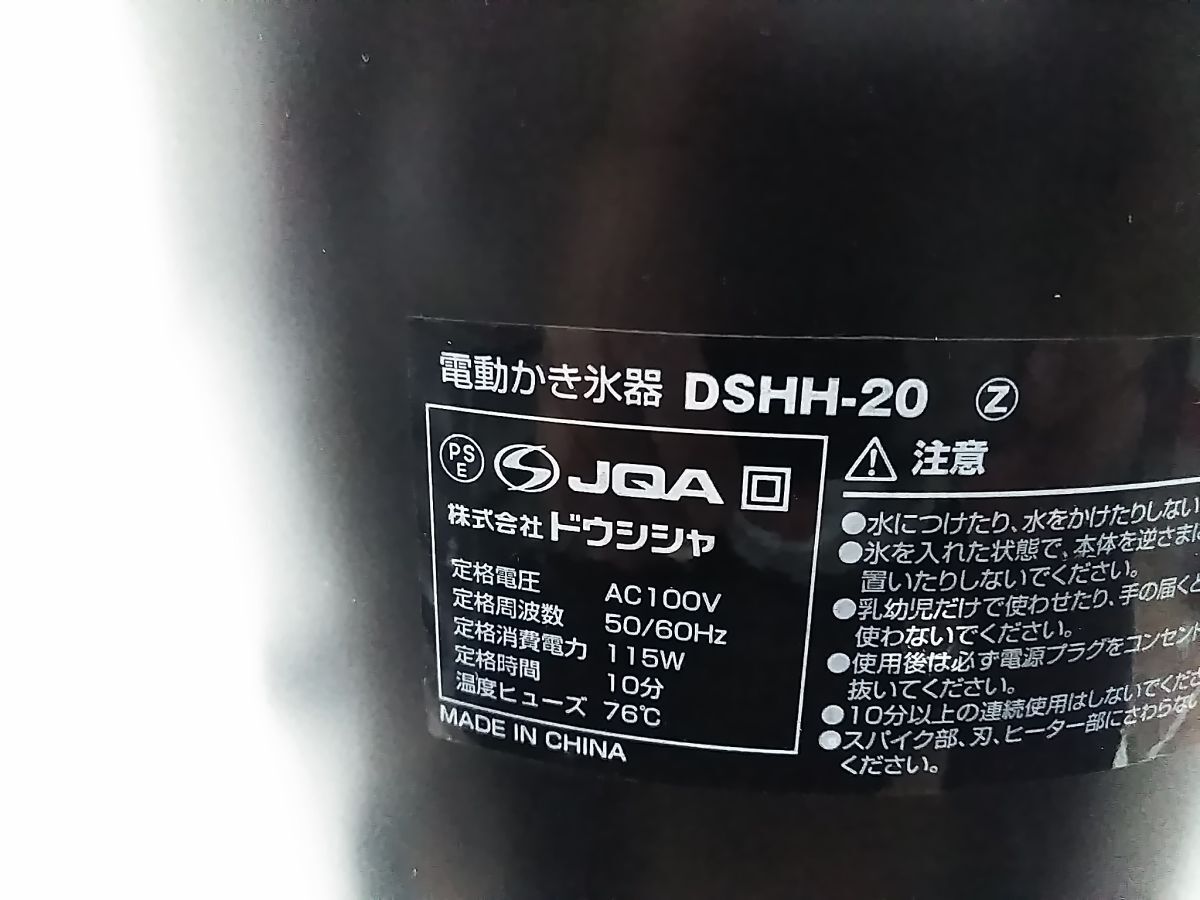 電動かき氷器 DSHH-20 Ⓩ
PS
E
JQA
株式会社ドウシシャ
定格電圧 AC100V
定格周波数 50/60Hz
定格消費電力 115W
定格時間 10分
温度ヒューズ 76℃
MADE IN CHINA
注意
●水につけたり、水をかけたりしない
●氷を入れた状態で、本体を逆さまに
置いたりしないでください。
●乳幼児だけで使わせたり、手の届くと
使わないでください。
●使用後は必ず電源プラグをコンセント
抜いてください。
●10分以上の連続使用はしないでくださ
●スパイク部、刃、ヒーター部にさわらない
ください。